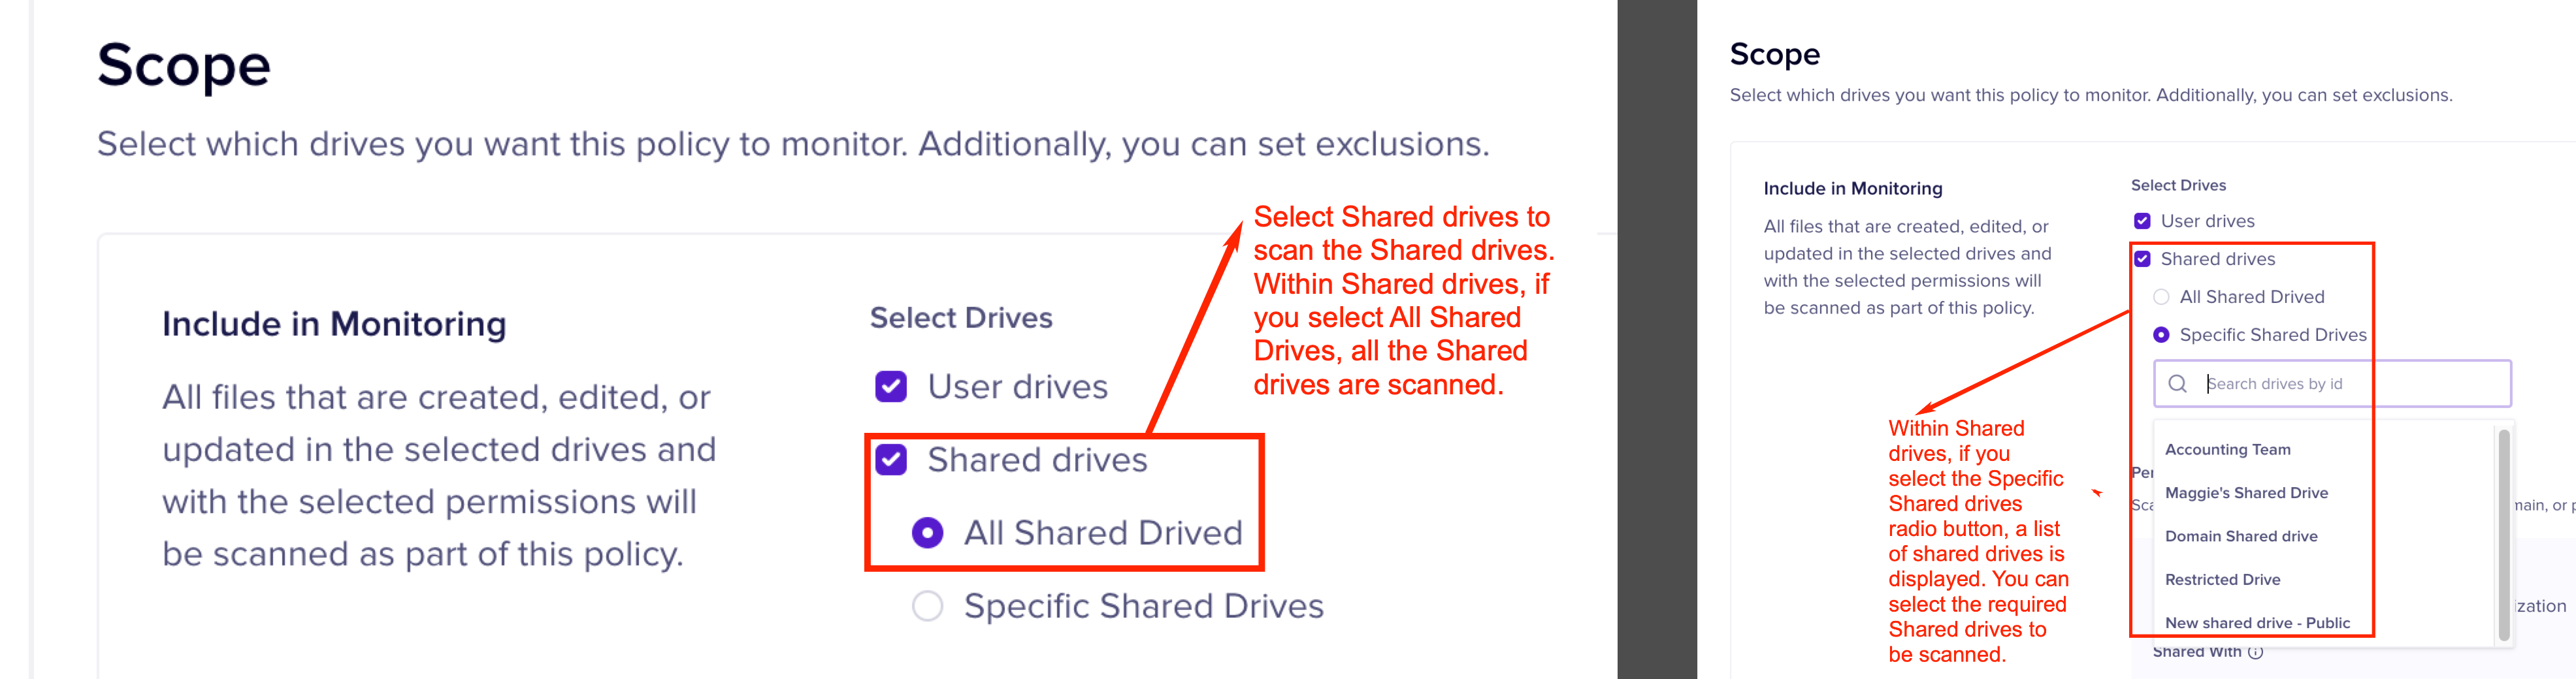 Scope
Select which drives you want this policy to monitor. Additionally, you can set exclusions.
Include in Monitoring
All files that are created, edited, or
updated in the selected drives and
with the selected permissions will
be scanned as part of this policy.
Select Drives
User drives
Shared drives
All Shared Drived
Specific Shared Drives
Select Shared drives to
scan the Shared drives.
Within Shared drives, if
you select All Shared
Drives, all the Shared
drives are scanned.
Scope
Select which drives you want this policy to monitor. Additionally, you can set exclusions.
Include in Monitoring
All files that are created, edited, or
updated in the selected drives and
with the selected permissions will
be scanned as part of this policy.
Select Drives
User drives
Shared drives
All Shared Drived
Specific Shared Drives
Search drives by id
Accounting Team
Maggie's Shared Drive
Domain Shared drive
Restricted Drive
New shared drive - Public
Shared With
Within Shared
drives, if you
select the Specific
Shared drives
radio button, a list
of shared drives is
displayed. You can
select the required
Shared drives to
be scanned.